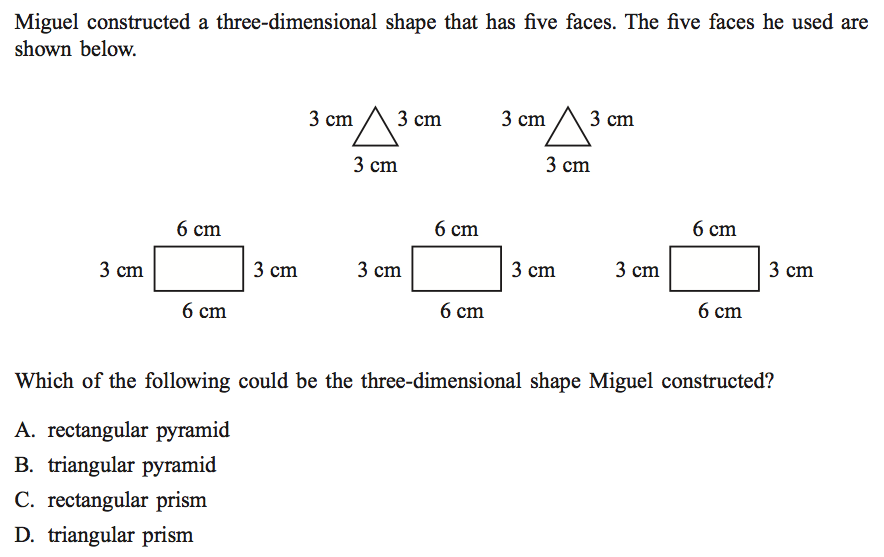 Miguel constructed a three-dimensional shape that has five faces. The five faces he used are
shown below.
3 cm 3 cm 3 cm 3 cm
3 cm 3 cm
6 cm 6 cm 6 cm
3 cm 3 cm 3 cm 3 cm 3 cm 3 cm
6 cm 6 cm 6 cm
Which of the following could be the three-dimensional shape Miguel constructed?
A. rectangular pyramid
B. triangular pyramid
C. rectangular prism
D. triangular prism